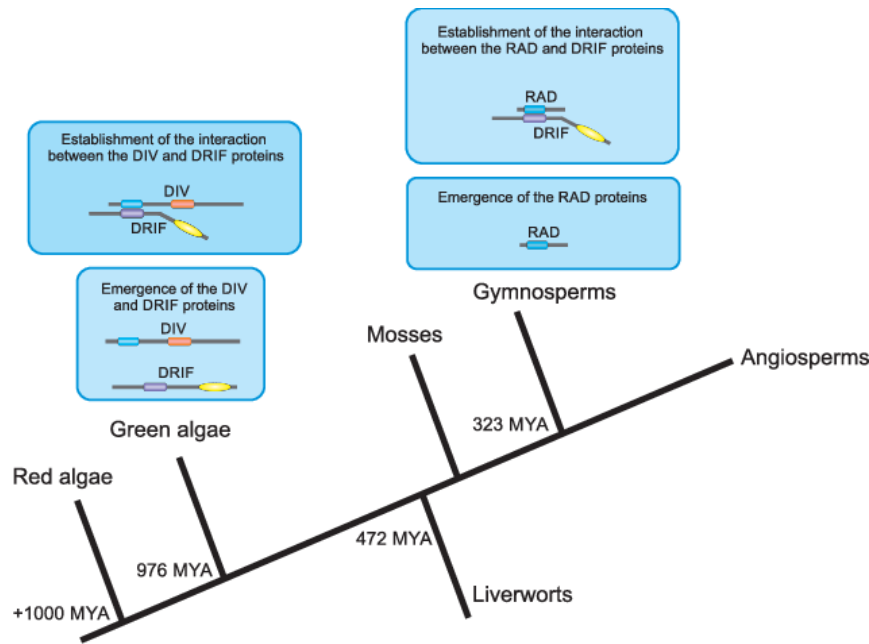 Establishment of the interaction
between the RAD and DRIF proteins
RAD
DRIF
Establishment of the interaction
between the DIV and DRIF proteins
DIV
DRIF
Emergence of the RAD proteins
RAD
Emergence of the DIV
and DRIF proteins
DIV
DRIF
Gymnosperms
Mosses
Angiosperms
Green algae
Red algae
323 MYA
472 MYA
976 MYA
Liverworts
+1000 MYA